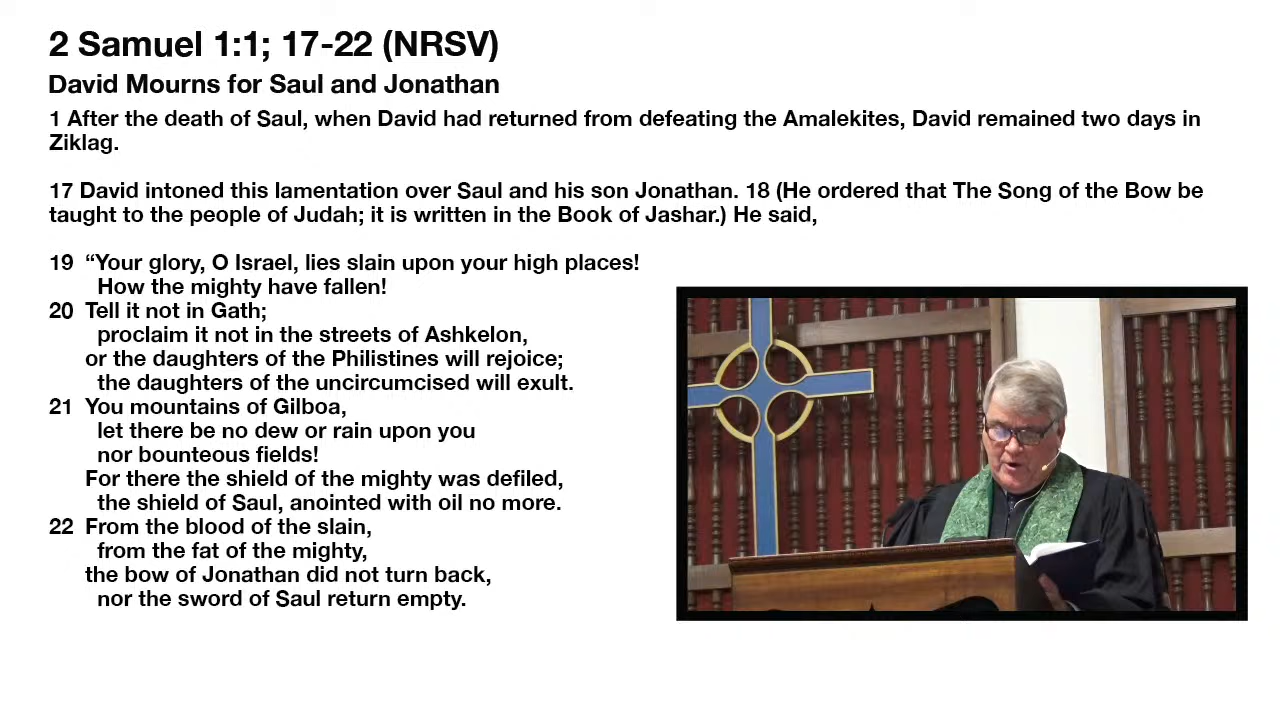 2 Samuel 1:1; 17-22 (NRSV)
David Mourns for Saul and Jonathan
1 After the death of Saul, when David had returned from defeating the Amalekites, David remained two days in
Ziklag.
17 David intoned this lamentation over Saul and his son Jonathan. 18 (He ordered that The Song of the Bow be
taught to the people of Judah; it is written in the Book of Jashar.) He said,
19 “Your glory, O Israel, lies slain upon your high places!
How the mighty have fallen!
20 Tell it not in Gath;
proclaim it not in the streets of Ashkelon,
or the daughters of the Philistines will rejoice;
the daughters of the uncircumcised will exult.
21 You mountains of Gilboa,
let there be no dew or rain upon you
nor bounteous fields!
For there the shield of the mighty was defiled,
the shield of Saul, anointed with oil no more.
22 From the blood of the slain,
from the fat of the mighty,
the bow of Jonathan did not turn back,
nor the sword of Saul return empty.